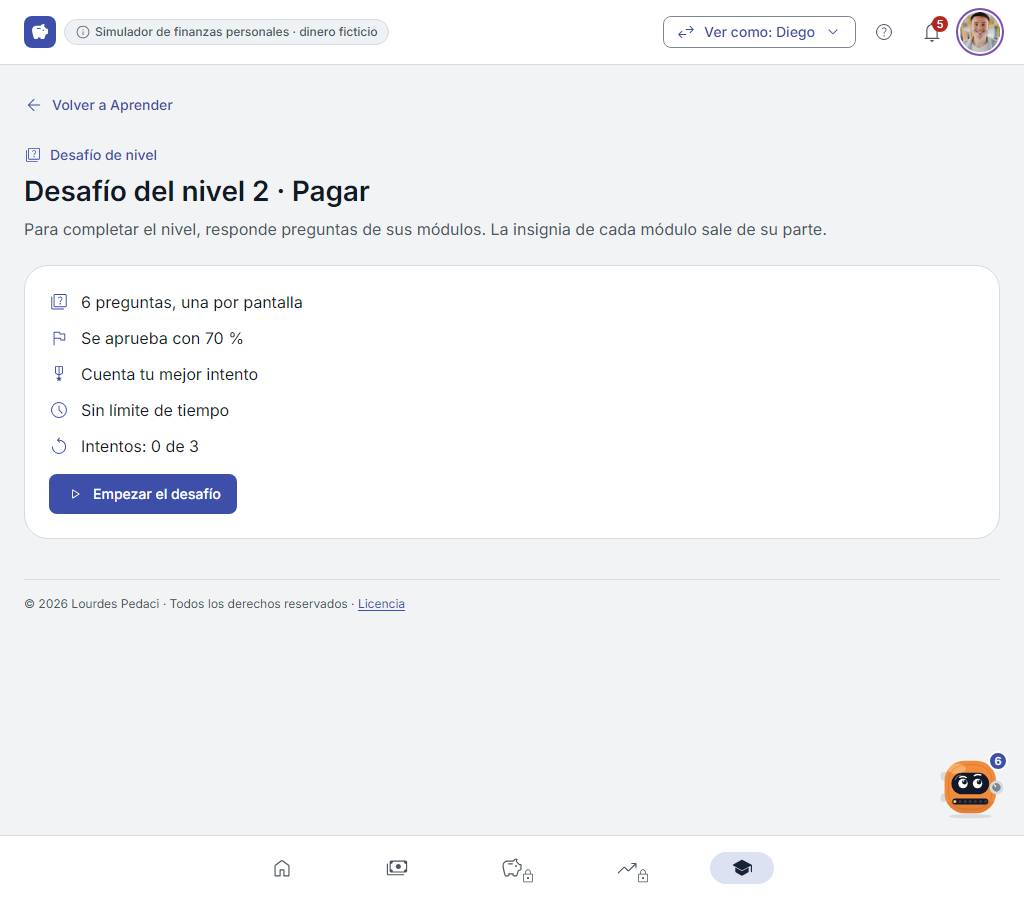 Simulador de finanzas personales · dinero ficticio
Ver como: Diego
5
Volver a Aprender
Desafío de nivel
Desafío del nivel 2 · Pagar
Para completar el nivel, responde preguntas de sus módulos. La insignia de cada módulo sale de su parte.
6 preguntas, una por pantalla
Se aprueba con 70 %
Cuenta tu mejor intento
Sin límite de tiempo
Intentos: 0 de 3
Empezar el desafío
© 2026 Lourdes Pedaci · Todos los derechos reservados · Licencia
6